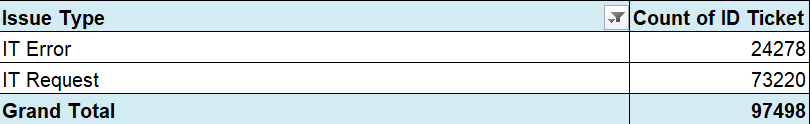 Issue Type Count of ID Ticket
IT Error 24278
IT Request 73220
Grand Total 97498